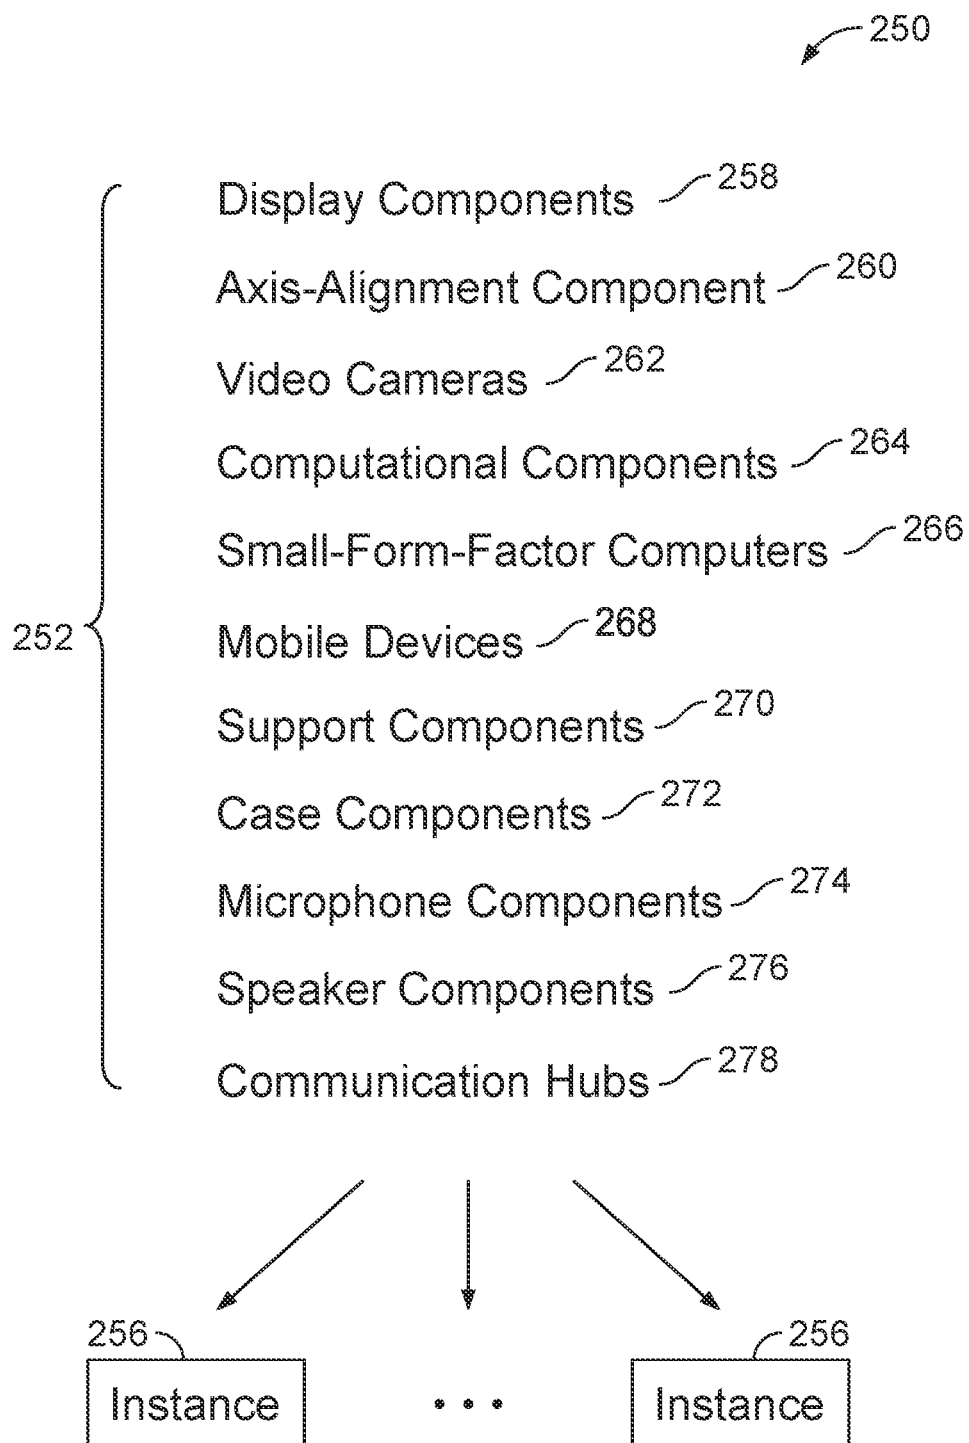 250
Display Components 258
Axis-Alignment Component 260
Video Cameras 262
Computational Components 264
Small-Form-Factor Computers 266
252
Mobile Devices 268
Support Components 270
Case Components 272
Microphone Components 274
Speaker Components 276
Communication Hubs 278
256 256
Instance ... Instance